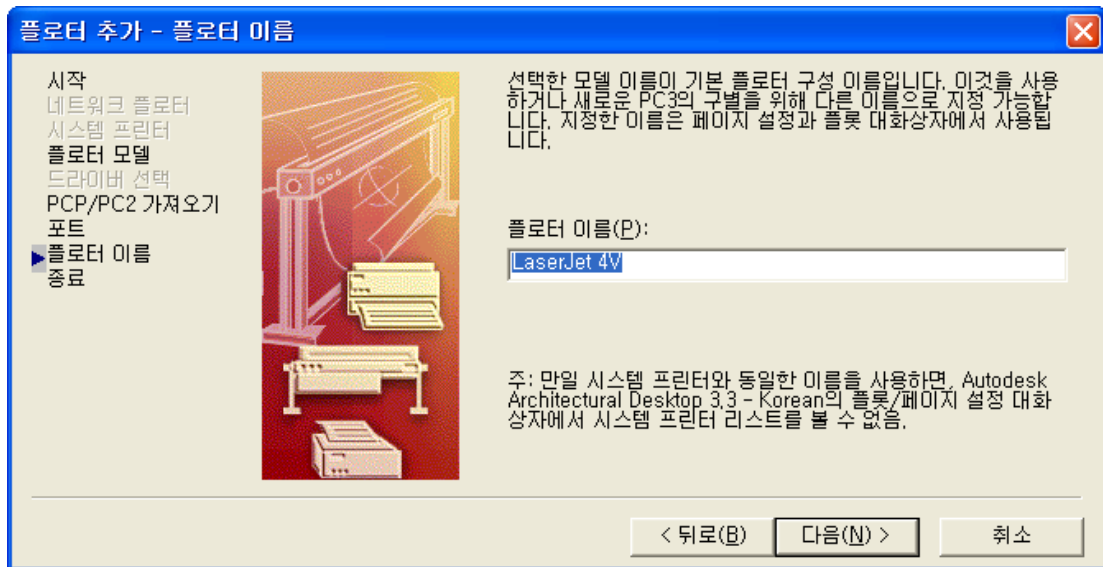 플로터 추가 - 플로터 이름
시작
네트워크 플로터
시스템 프린터
플로터 모델
드라이버 선택
PCP/PC2 가져오기
포트
플로터 이름
종료
선택한 모델 이름이 기본 플로터 구성 이름입니다. 이것을 사용
하거나 새로운 PC3의 구별을 위해 다른 이름으로 지정 가능합
니다. 지정한 이름은 페이지 설정과 플롯 대화상자에서 사용됩
니다.
플로터 이름(P):
LaserJet 4V
주: 만일 시스템 프린터와 동일한 이름을 사용하면, Autodesk
Architectural Desktop 3.3 - Korean의 플롯/페이지 설정 대화
상자에서 시스템 프린터 리스트를 볼 수 없음.
< 뒤로(B)
다음(N) >
취소